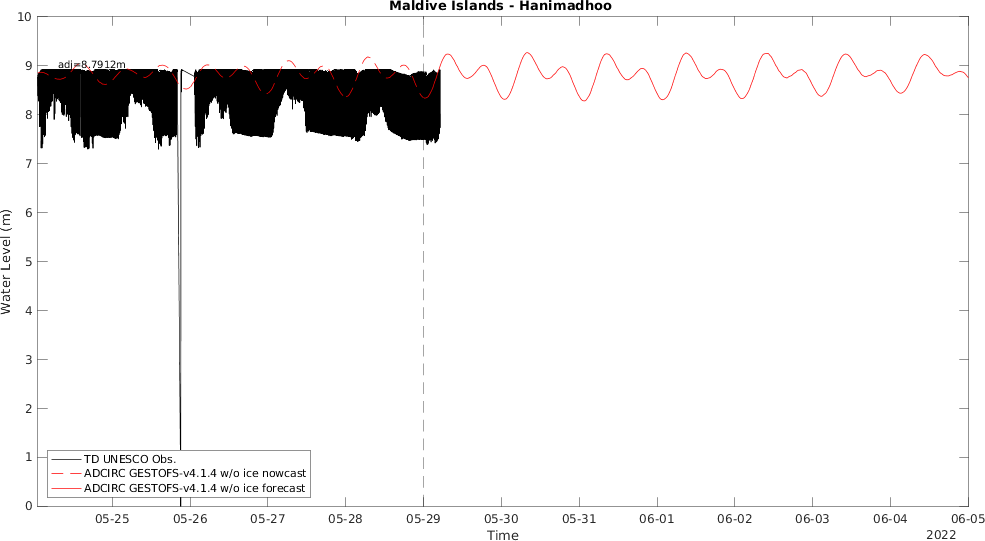 Maldive Islands - Hanimadhoo
10
9
8
7
6
5
4
3
2
1
0
Water Level (m)
adj=8.7912m
TD UNESCO Obs.
ADCIRC GESTOFS-v4.1.4 w/o ice nowcast
ADCIRC GESTOFS-v4.1.4 w/o ice forecast
05-25 05-26 05-27 05-28 05-29 05-30 05-31 06-01 06-02 06-03 06-04 06-05
2022
Time